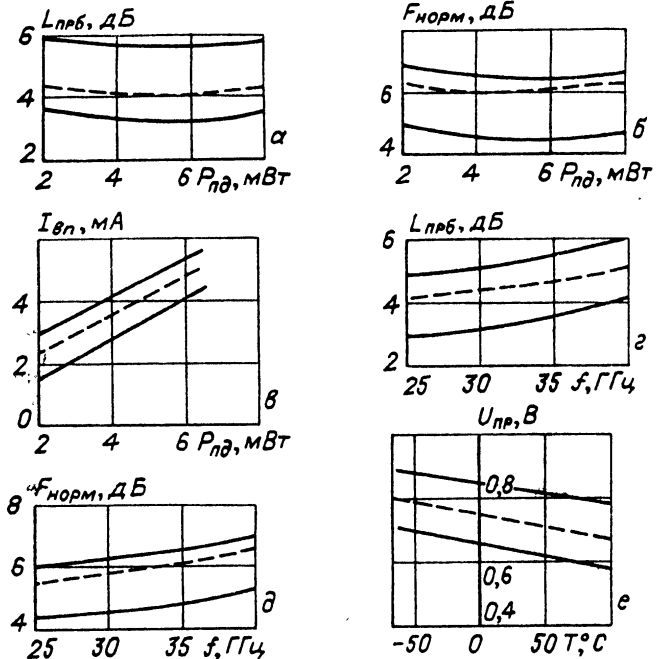 Lпрб, дБ
6
4
2
2 4 6 Pпд, мВт
а
Fнорм, дБ
6
4
2 4 6 Pпд, мВт
б
Iвп, мА
4
2
0
2 4 6 Pпд, мВт
в
Lпрб, дБ
6
4
2
25 30 35 f, ГГц
г
Fнорм, дБ
8
6
4
25 30 35 f, ГГц
д
Uпр, В
0,8
0,6
0,4
-50 0 50 T°C
е